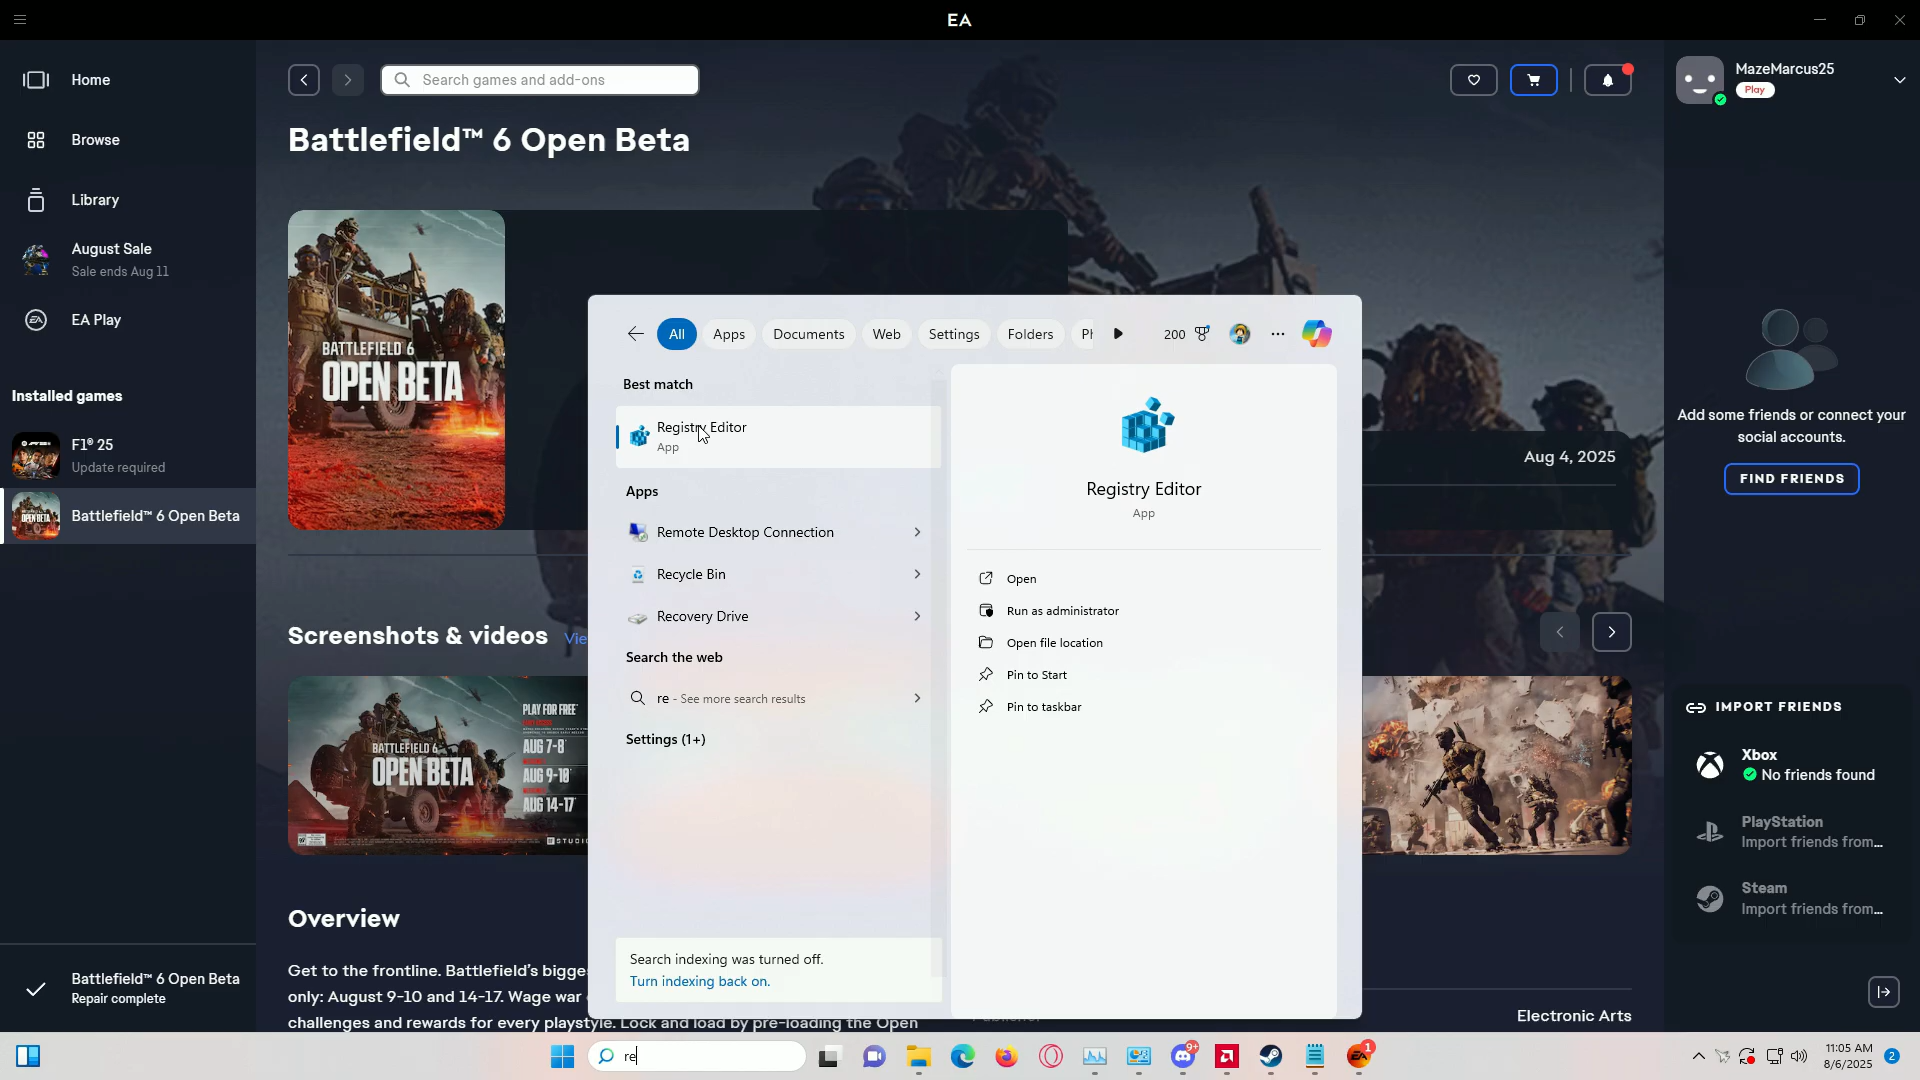 EA
Home
Browse
Library
August Sale
Sale ends Aug 11
EA Play
Installed games
F1® 25
Update required
Battlefield™ 6 Open Beta
Battlefield™ 6 Open Beta
Repair complete
Search games and add-ons
Battlefield™ 6 Open Beta
BATTLEFIELD 6
OPEN BETA
Aug 4, 2025
Screenshots & videos
PLAY FOR FREE*
AUG 7-8
AUG 9-10
AUG 14-17
BATTLEFIELD 6
OPEN BETA
Overview
Get to the frontline. Battlefield's bigge
only: August 9-10 and 14-17. Wage war
challenges and rewards for every playstyle. Lock and load by pre-loading the Open
Electronic Arts
All
Apps
Documents
Web
Settings
Folders
200
Best match
Registry Editor
App
Apps
Remote Desktop Connection
Recycle Bin
Recovery Drive
Search the web
re - See more search results
Settings (1+)
Search indexing was turned off.
Turn indexing back on.
Registry Editor
App
Open
Run as administrator
Open file location
Pin to Start
Pin to taskbar
MazeMarcus25
Play
Add some friends or connect your
social accounts.
FIND FRIENDS
IMPORT FRIENDS
Xbox
No friends found
PlayStation
Import friends from...
Steam
Import friends from...
re
9+
EA
1
11:05 AM
8/6/2025
2